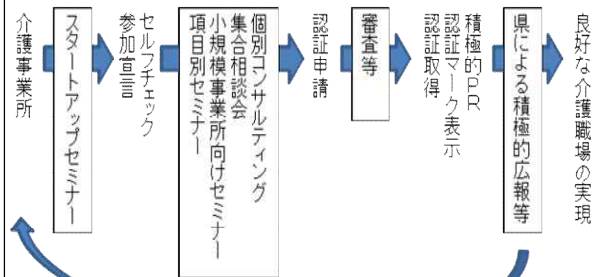 介護事業所
スタートアップセミナー
セルフチェック
参加宣言
個別コンサルティング
集合相談会
小規模事業所向けセミナー
項目別セミナー
認証申請
審査等
積極的PR
認証マーク表示
認証取得
県による積極的広報等
良好な介護職場の実現